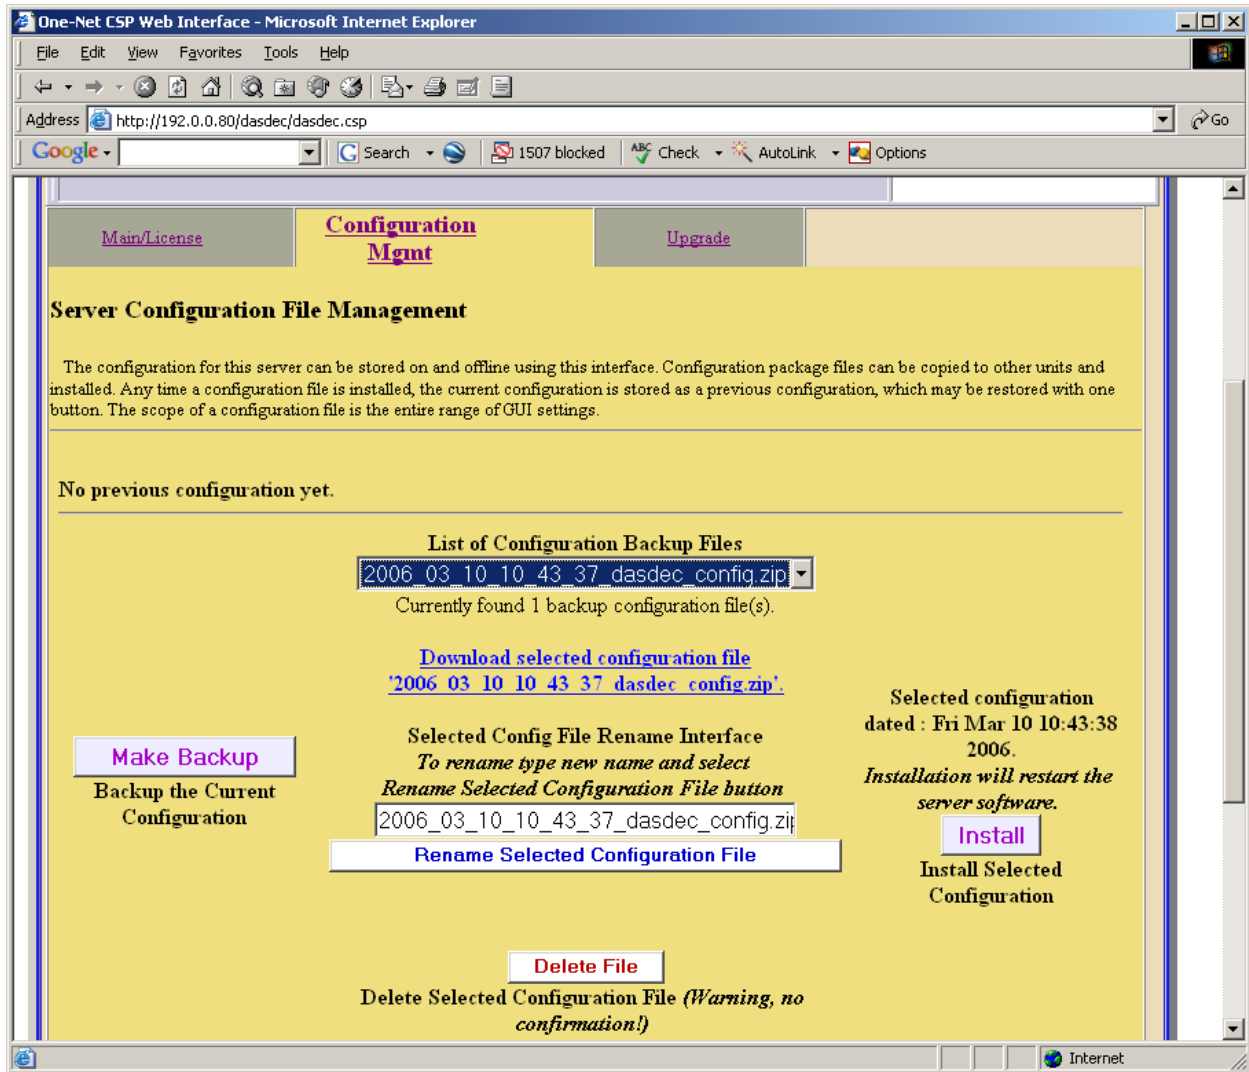 One-Net CSP Web Interface - Microsoft Internet Explorer
File Edit View Favorites Tools Help
Address http://192.0.0.80/dasdec/dasdec.csp Go
Google Search 1507 blocked ABC Check AutoLink Options
Main/License Configuration Mgmt Upgrade
Server Configuration File Management
The configuration for this server can be stored on and offline using this interface. Configuration package files can be copied to other units and
installed. Any time a configuration file is installed, the current configuration is stored as a previous configuration, which may be restored with one
button. The scope of a configuration file is the entire range of GUI settings.
No previous configuration yet.
List of Configuration Backup Files
2006_03_10_10_43_37_dasdec_config.zip
Currently found 1 backup configuration file(s).
Download selected configuration file
'2006_03_10_10_43_37_dasdec_config.zip'.
Make Backup
Backup the Current
Configuration
Selected Config File Rename Interface
To rename type new name and select
Rename Selected Configuration File button
2006_03_10_10_43_37_dasdec_config.zip
Rename Selected Configuration File
Selected configuration
dated : Fri Mar 10 10:43:38
2006.
Installation will restart the
server software.
Install
Install Selected
Configuration
Delete File
Delete Selected Configuration File (Warning, no
confirmation!)
Internet